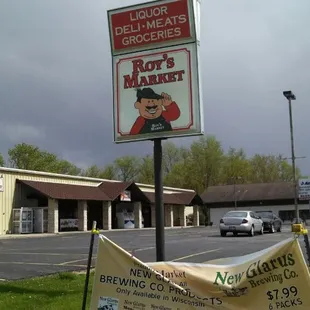 LIQUOR
DELI • MEATS
GROCERIES
ROY'S
MARKET
New Glarus
Brewing Co.
NEW GLARUS
BREWING CO. PRODUCTS
Only Available in Wisconsin
$7.99
6 PACKS